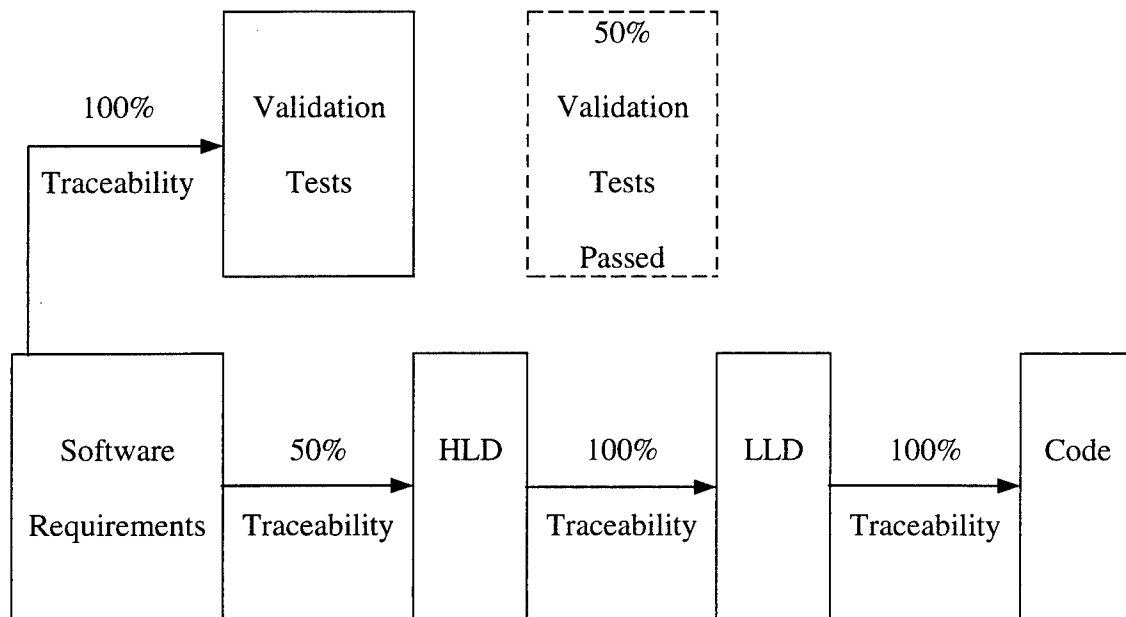 100%
Traceability
Validation
Tests
50%
Validation
Tests
Passed
Software
Requirements
50%
Traceability
HLD
100%
Traceability
LLD
100%
Traceability
Code